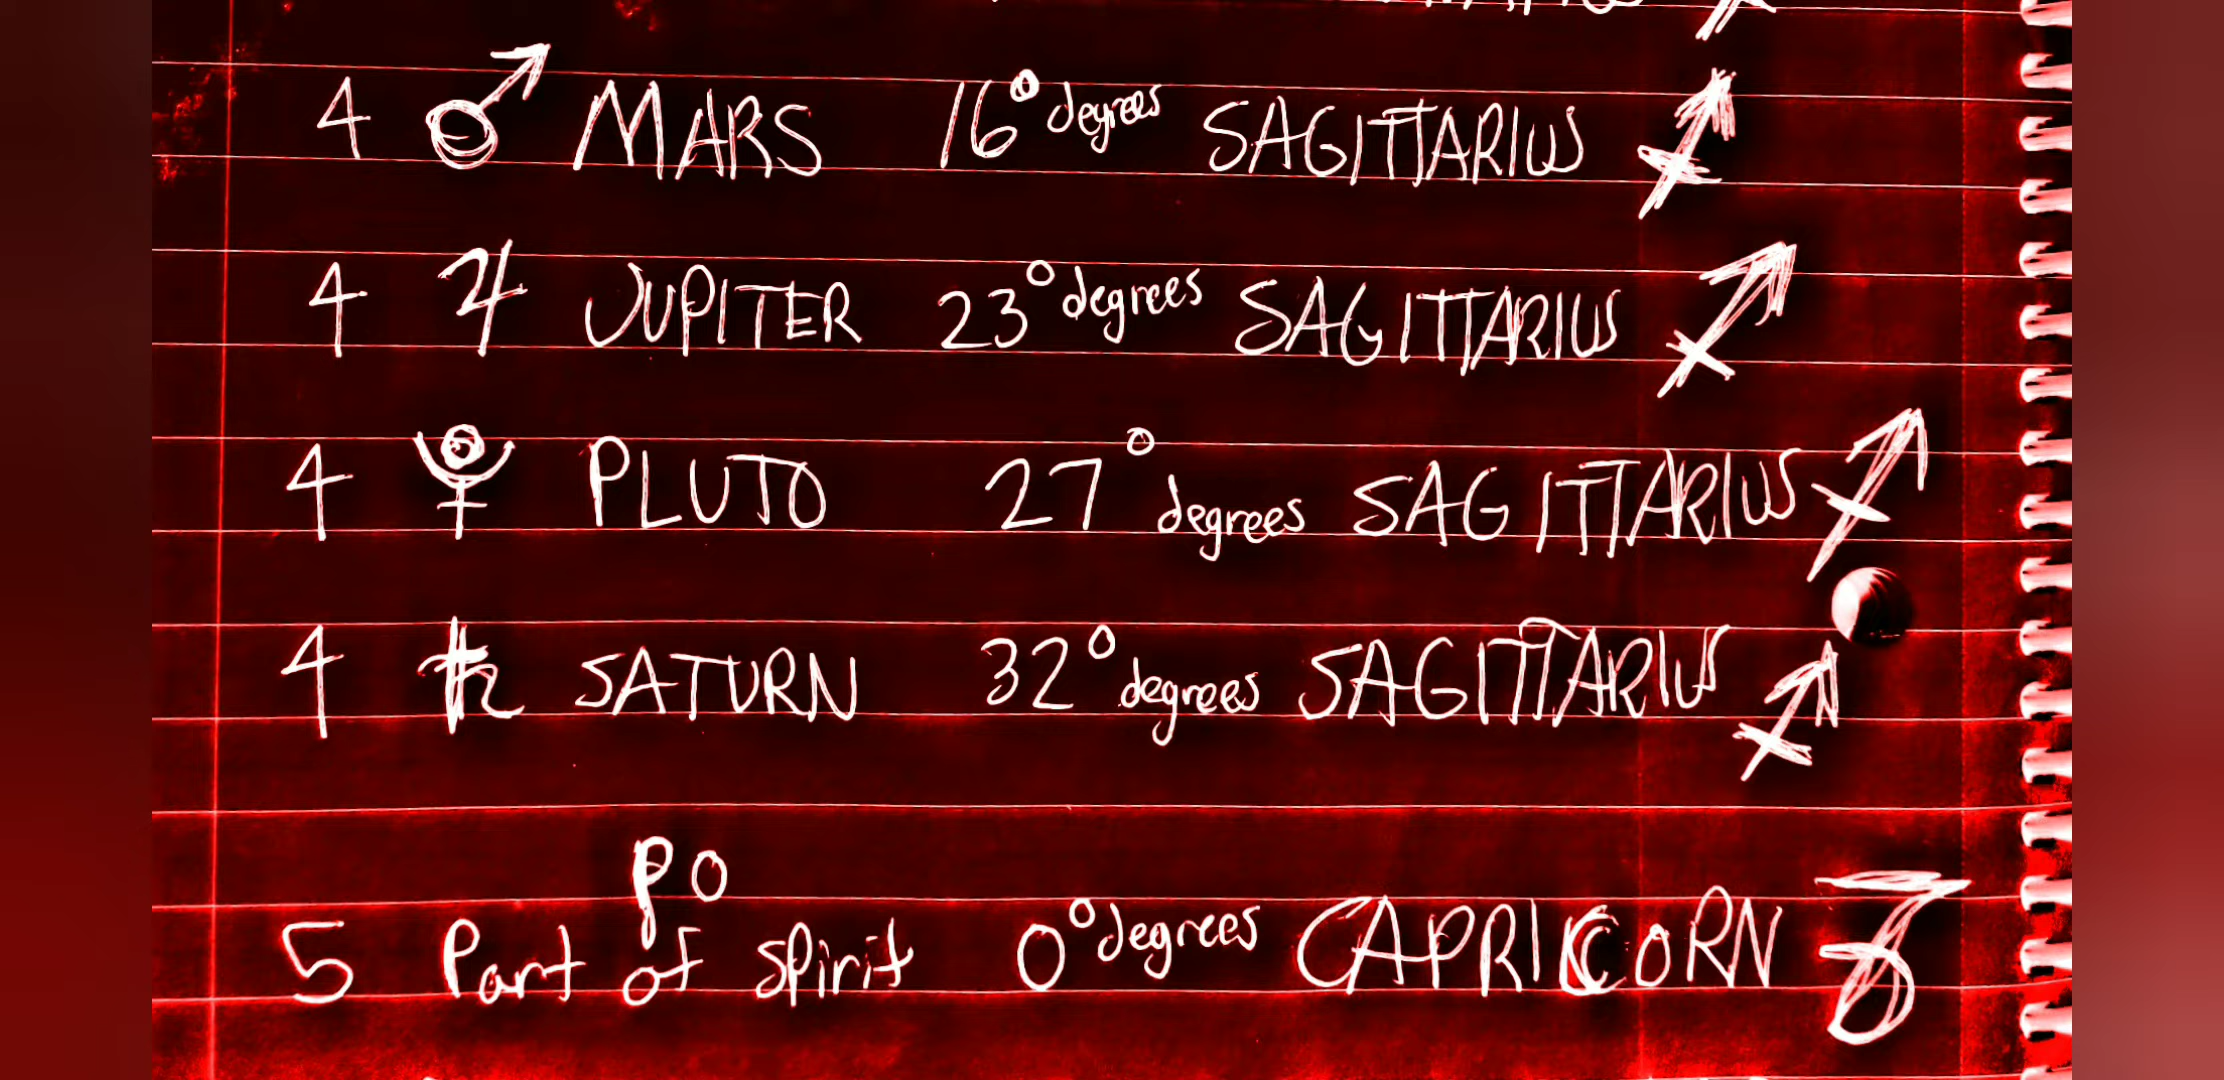 4 ♂ MARS 16° degrees SAGITTARIUS ♐
4 ♃ JUPITER 23° degrees SAGITTARIUS ♐
4 ♇ PLUTO 27° degrees SAGITTARIUS ♐
4 ♄ SATURN 32° degrees SAGITTARIUS ♐
PO
5 Part of spirit 0° degrees CAPRICORN ♑